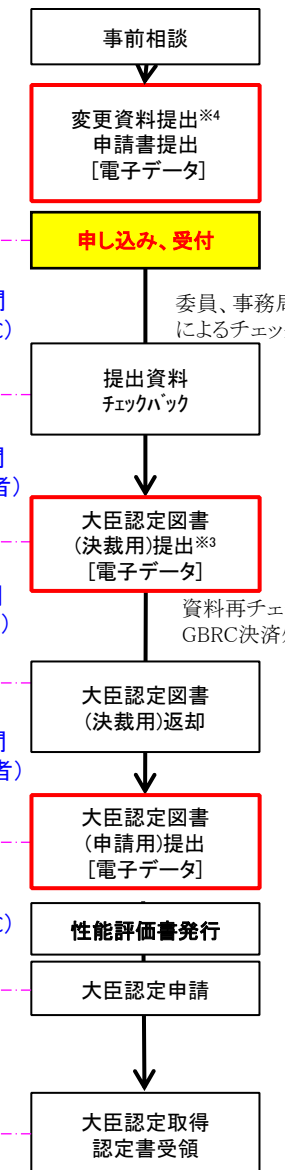 事前相談
変更資料提出※4
申請書提出
[電子データ]
申し込み、受付
間
C)
委員、事務局
によるチェッ
提出資料
ﾁｪｯｸﾊﾞｯｸ
間
者)
大臣認定図書
(決裁用)提出※3
[電子データ]
間
)
資料再チェ
GBRC決済
大臣認定図書
(決裁用)返却
間
者)
大臣認定図書
(申請用)提出
[電子データ]
C)
性能評価書発行
大臣認定申請
大臣認定取得
認定書受領